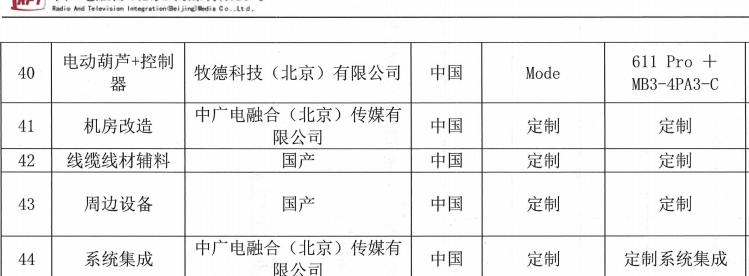 Radio And Television Integration(Beijing)Media Co.,Ltd.
40 电动葫芦+控制器 牧德科技（北京）有限公司 中国 Mode 611 Pro ＋ MB3-4PA3-C
41 机房改造 中广电融合（北京）传媒有限公司 中国 定制 定制
42 线缆线材辅料 国产 中国 定制 定制
43 周边设备 国产 中国 定制 定制
44 系统集成 中广电融合（北京）传媒有限公司 中国 定制 定制系统集成